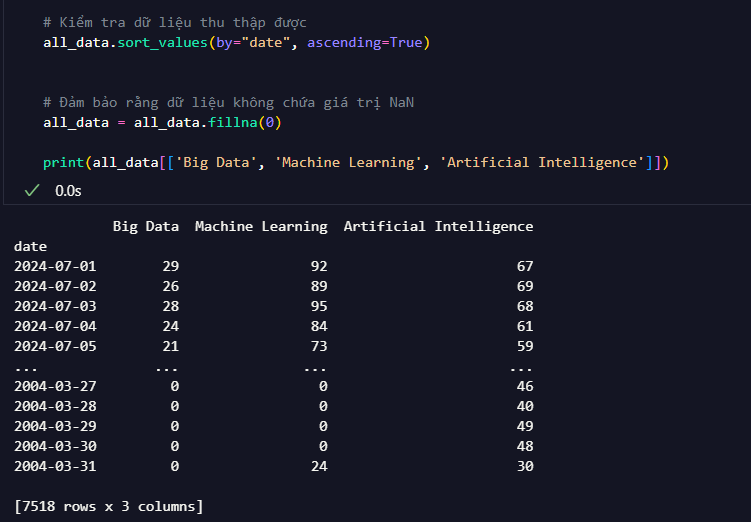 # Kiểm tra dữ liệu thu thập được
all_data.sort_values(by="date", ascending=True)
# Đảm bảo rằng dữ liệu không chứa giá trị NaN
all_data = all_data.fillna(0)
print(all_data[['Big Data', 'Machine Learning', 'Artificial Intelligence']])
0.0s
Big Data Machine Learning Artificial Intelligence
date
2024-07-01 29 92 67
2024-07-02 26 89 69
2024-07-03 28 95 68
2024-07-04 24 84 61
2024-07-05 21 73 59
... ... ... ...
2004-03-27 0 0 46
2004-03-28 0 0 40
2004-03-29 0 0 49
2004-03-30 0 0 48
2004-03-31 0 24 30
[7518 rows x 3 columns]